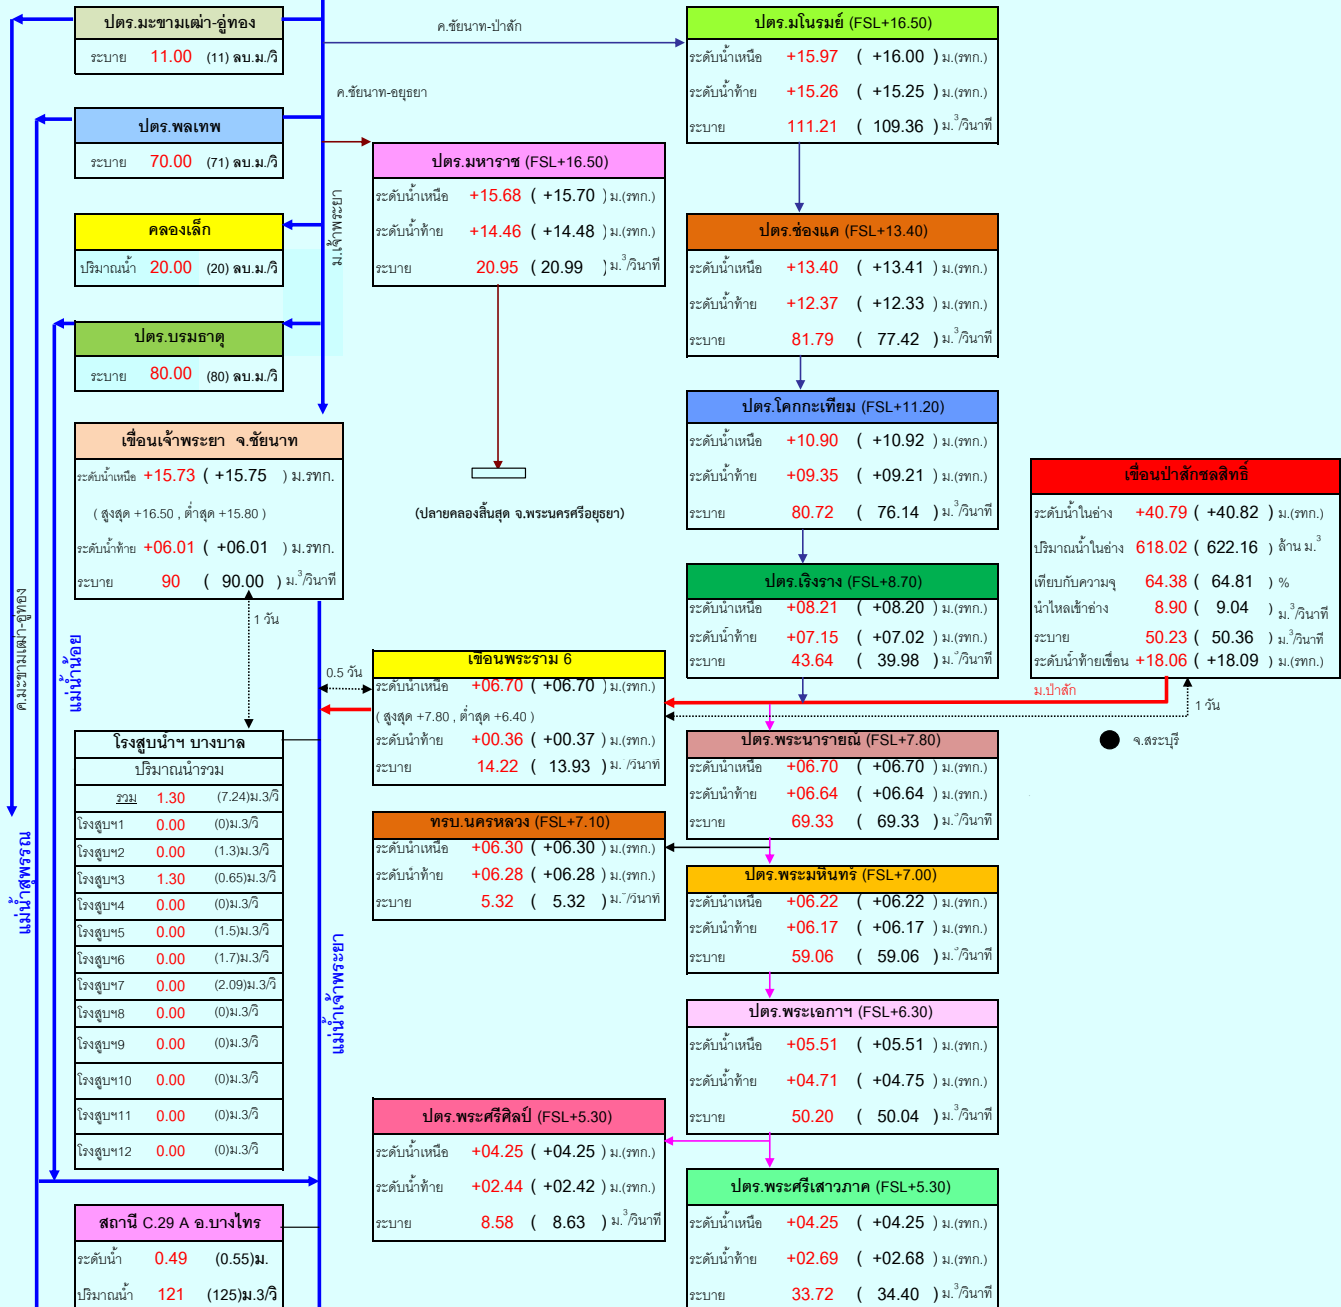 ปตร.มะขามเฒ่า-อู่ทอง
ระบาย 11.00 (11) ลบ.ม./วิ
ปตร.พลเทพ
ระบาย 70.00 (71) ลบ.ม./วิ
คลองเล็ก
ปริมาณน้ำ 20.00 (20) ลบ.ม./วิ
ปตร.บรมธาตุ
ระบาย 80.00 (80) ลบ.ม./วิ
เขื่อนเจ้าพระยา จ.ชัยนาท
ระดับน้ำเหนือ +15.73 ( +15.75 ) ม.รทก.
( สูงสุด +16.50 , ต่ำสุด +15.80 )
ระดับน้ำท้าย +06.01 ( +06.01 ) ม.รทก.
ระบาย 90 ( 90.00 ) ม.3/วินาที
1 วัน
ค.มะขามเฒ่า-อู่ทอง
แม่น้ำน้อย
แม่น้ำสุพรรณ
ม.เจ้าพระยา
แม่น้ำเจ้าพระยา
โรงสูบน้ำฯ บางบาล
ปริมาณน้ำรวม
รวม 1.30 (7.24)ม.3/วิ
โรงสูบฯ1 0.00 (0)ม.3/วิ
โรงสูบฯ2 0.00 (1.3)ม.3/วิ
โรงสูบฯ3 1.30 (0.65)ม.3/วิ
โรงสูบฯ4 0.00 (0)ม.3/วิ
โรงสูบฯ5 0.00 (1.5)ม.3/วิ
โรงสูบฯ6 0.00 (1.7)ม.3/วิ
โรงสูบฯ7 0.00 (2.09)ม.3/วิ
โรงสูบฯ8 0.00 (0)ม.3/วิ
โรงสูบฯ9 0.00 (0)ม.3/วิ
โรงสูบฯ10 0.00 (0)ม.3/วิ
โรงสูบฯ11 0.00 (0)ม.3/วิ
โรงสูบฯ12 0.00 (0)ม.3/วิ
สถานี C.29 A อ.บางไทร
ระดับน้ำ 0.49 (0.55)ม.
ปริมาณน้ำ 121 (125)ม.3/วิ
ค.ชัยนาท-ป่าสัก
ค.ชัยนาท-อยุธยา
ปตร.มหาราช (FSL+16.50)
ระดับน้ำเหนือ +15.68 ( +15.70 ) ม.(รทก.)
ระดับน้ำท้าย +14.46 ( +14.48 ) ม.(รทก.)
ระบาย 20.95 ( 20.99 ) ม.3/วินาที
(ปลายคลองสิ้นสุด จ.พระนครศรีอยุธยา)
0.5 วัน
เขื่อนพระราม 6
ระดับน้ำเหนือ +06.70 ( +06.70 ) ม.(รทก.)
( สูงสุด +7.80 , ต่ำสุด +6.40 )
ระดับน้ำท้าย +00.36 ( +00.37 ) ม.(รทก.)
ระบาย 14.22 ( 13.93 ) ม. /วินาที
ทรบ.นครหลวง (FSL+7.10)
ระดับน้ำเหนือ +06.30 ( +06.30 ) ม.(รทก.)
ระดับน้ำท้าย +06.28 ( +06.28 ) ม.(รทก.)
ระบาย 5.32 ( 5.32 ) ม.3/วินาที
ปตร.พระศรีศิลป์ (FSL+5.30)
ระดับน้ำเหนือ +04.25 ( +04.25 ) ม.(รทก.)
ระดับน้ำท้าย +02.44 ( +02.42 ) ม.(รทก.)
ระบาย 8.58 ( 8.63 ) ม.3/วินาที
ปตร.มโนรมย์ (FSL+16.50)
ระดับน้ำเหนือ +15.97 ( +16.00 ) ม.(รทก.)
ระดับน้ำท้าย +15.26 ( +15.25 ) ม.(รทก.)
ระบาย 111.21 ( 109.36 ) ม.3/วินาที
ปตร.ช่องแค (FSL+13.40)
ระดับน้ำเหนือ +13.40 ( +13.41 ) ม.(รทก.)
ระดับน้ำท้าย +12.37 ( +12.33 ) ม.(รทก.)
ระบาย 81.79 ( 77.42 ) ม.3/วินาที
ปตร.โคกกะเทียม (FSL+11.20)
ระดับน้ำเหนือ +10.90 ( +10.92 ) ม.(รทก.)
ระดับน้ำท้าย +09.35 ( +09.21 ) ม.(รทก.)
ระบาย 80.72 ( 76.14 ) ม.3/วินาที
ปตร.เริงราง (FSL+8.70)
ระดับน้ำเหนือ +08.21 ( +08.20 ) ม.(รทก.)
ระดับน้ำท้าย +07.15 ( +07.02 ) ม.(รทก.)
ระบาย 43.64 ( 39.98 ) ม.3/วินาที
ปตร.พระนารายณ์ (FSL+7.80)
ระดับน้ำเหนือ +06.70 ( +06.70 ) ม.(รทก.)
ระดับน้ำท้าย +06.64 ( +06.64 ) ม.(รทก.)
ระบาย 69.33 ( 69.33 ) ม.3/วินาที
ปตร.พระมหินทร์ (FSL+7.00)
ระดับน้ำเหนือ +06.22 ( +06.22 ) ม.(รทก.)
ระดับน้ำท้าย +06.17 ( +06.17 ) ม.(รทก.)
ระบาย 59.06 ( 59.06 ) ม.3/วินาที
ปตร.พระเอกาฯ (FSL+6.30)
ระดับน้ำเหนือ +05.51 ( +05.51 ) ม.(รทก.)
ระดับน้ำท้าย +04.71 ( +04.75 ) ม.(รทก.)
ระบาย 50.20 ( 50.04 ) ม.3/วินาที
ปตร.พระศรีเสาวภาค (FSL+5.30)
ระดับน้ำเหนือ +04.25 ( +04.25 ) ม.(รทก.)
ระดับน้ำท้าย +02.69 ( +02.68 ) ม.(รทก.)
ระบาย 33.72 ( 34.40 ) ม.3/วินาที
เขื่อนป่าสักชลสิทธิ์
ระดับน้ำในอ่าง +40.79 ( +40.82 ) ม.(รทก.)
ปริมาณน้ำในอ่าง 618.02 ( 622.16 ) ล้าน ม.3
เทียบกับความจุ 64.38 ( 64.81 ) %
น้ำไหลเข้าอ่าง 8.90 ( 9.04 ) ม.3/วินาที
ระบาย 50.23 ( 50.36 ) ม.3/วินาที
ระดับน้ำท้ายเขื่อน +18.06 ( +18.09 ) ม.(รทก.)
ม.ป่าสัก
1 วัน
จ.สระบุรี